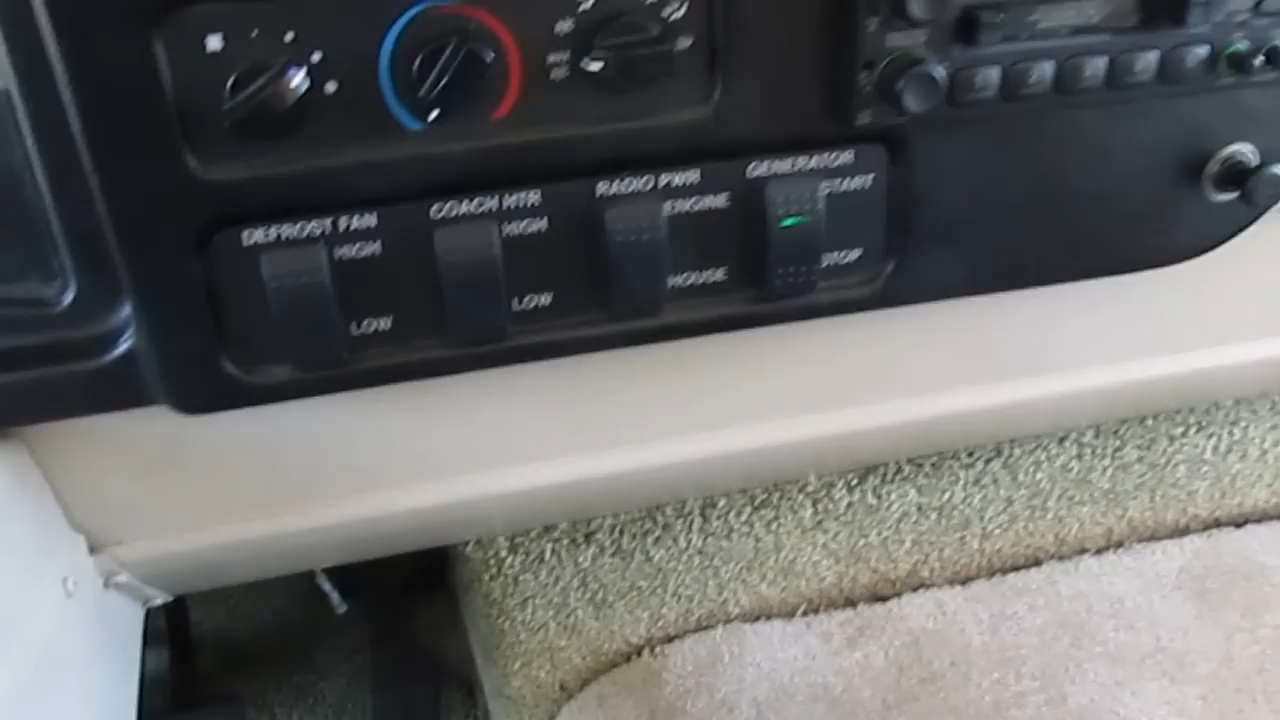 DEFROST FAN
HIGH
LOW
COACH HTR
HIGH
LOW
RADIO PWR
ENGINE
HOUSE
GENERATOR
START
STOP